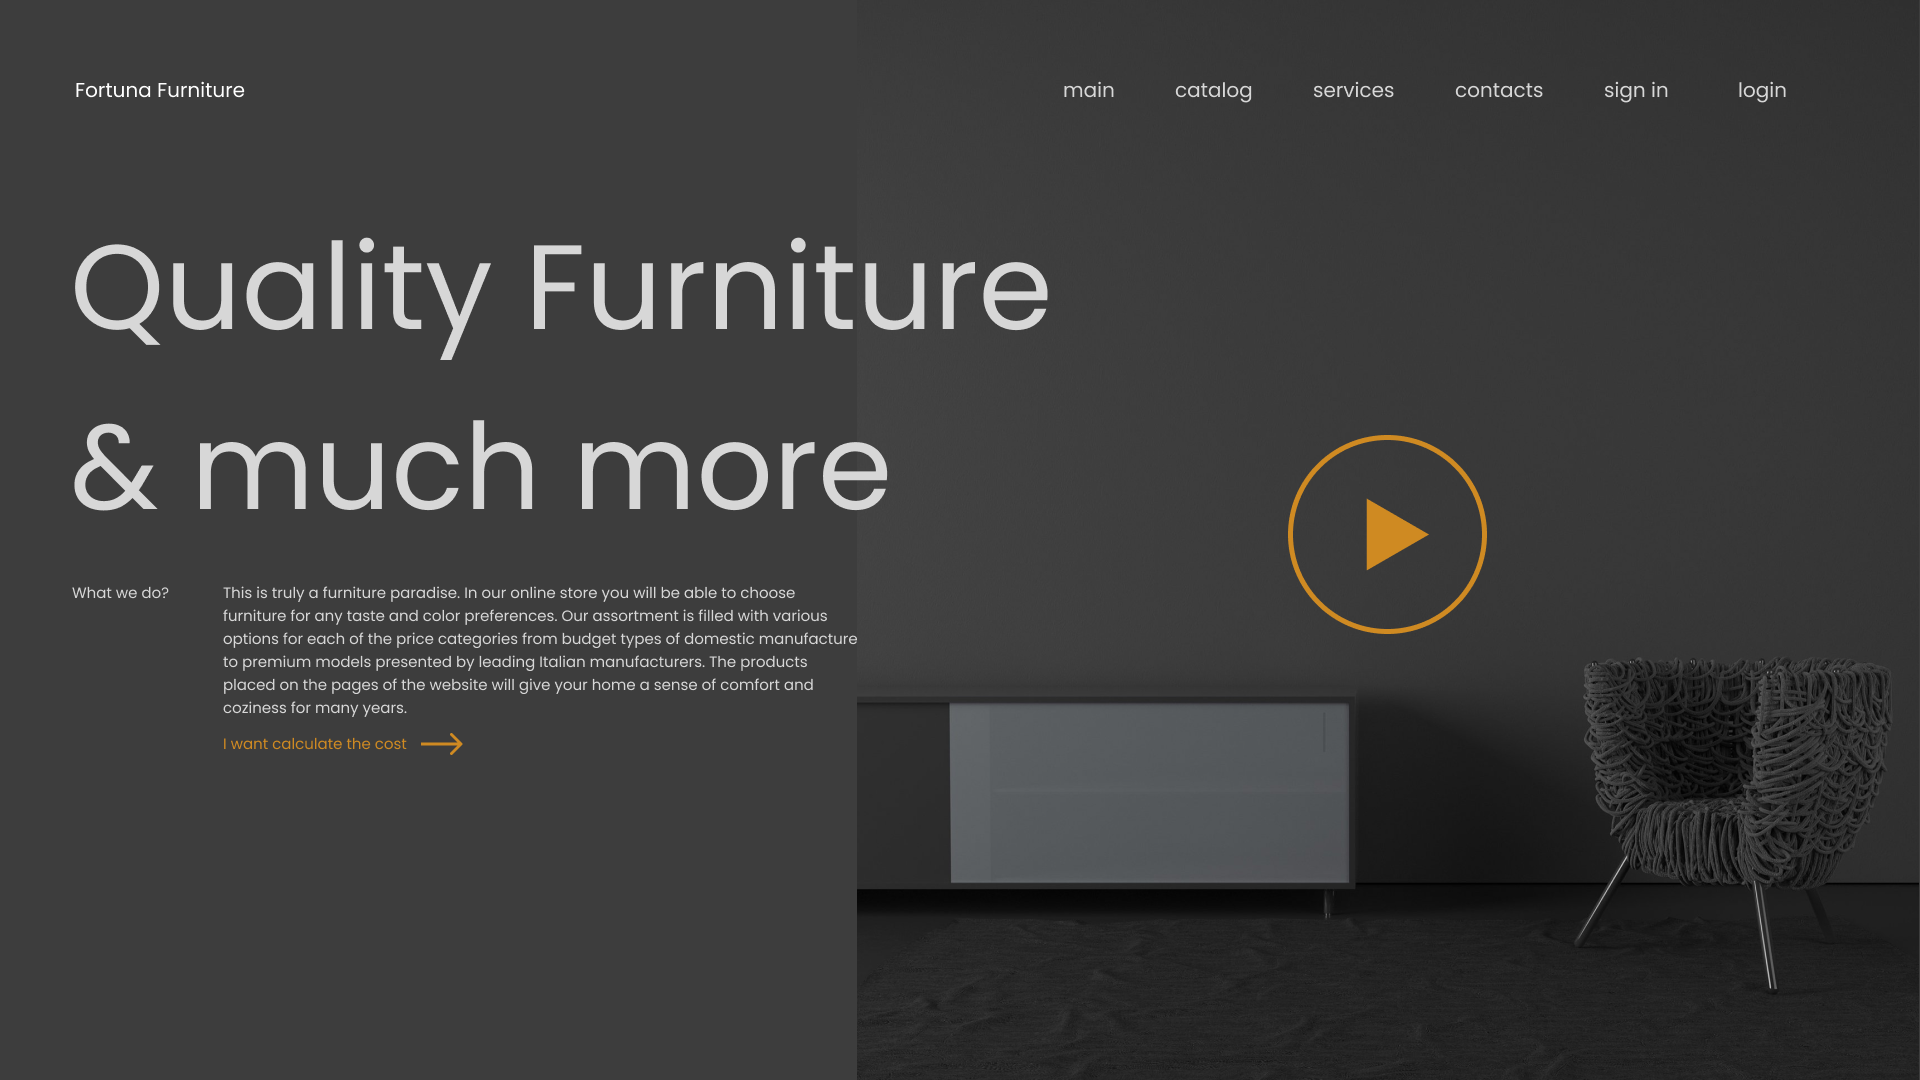 Fortuna Furniture
main catalog services contacts sign in login
Quality Furniture
& much more
What we do?
This is truly a furniture paradise. In our online store you will be able to choose
furniture for any taste and color preferences. Our assortment is filled with various
options for each of the price categories from budget types of domestic manufacture
to premium models presented by leading Italian manufacturers. The products
placed on the pages of the website will give your home a sense of comfort and
coziness for many years.
I want calculate the cost